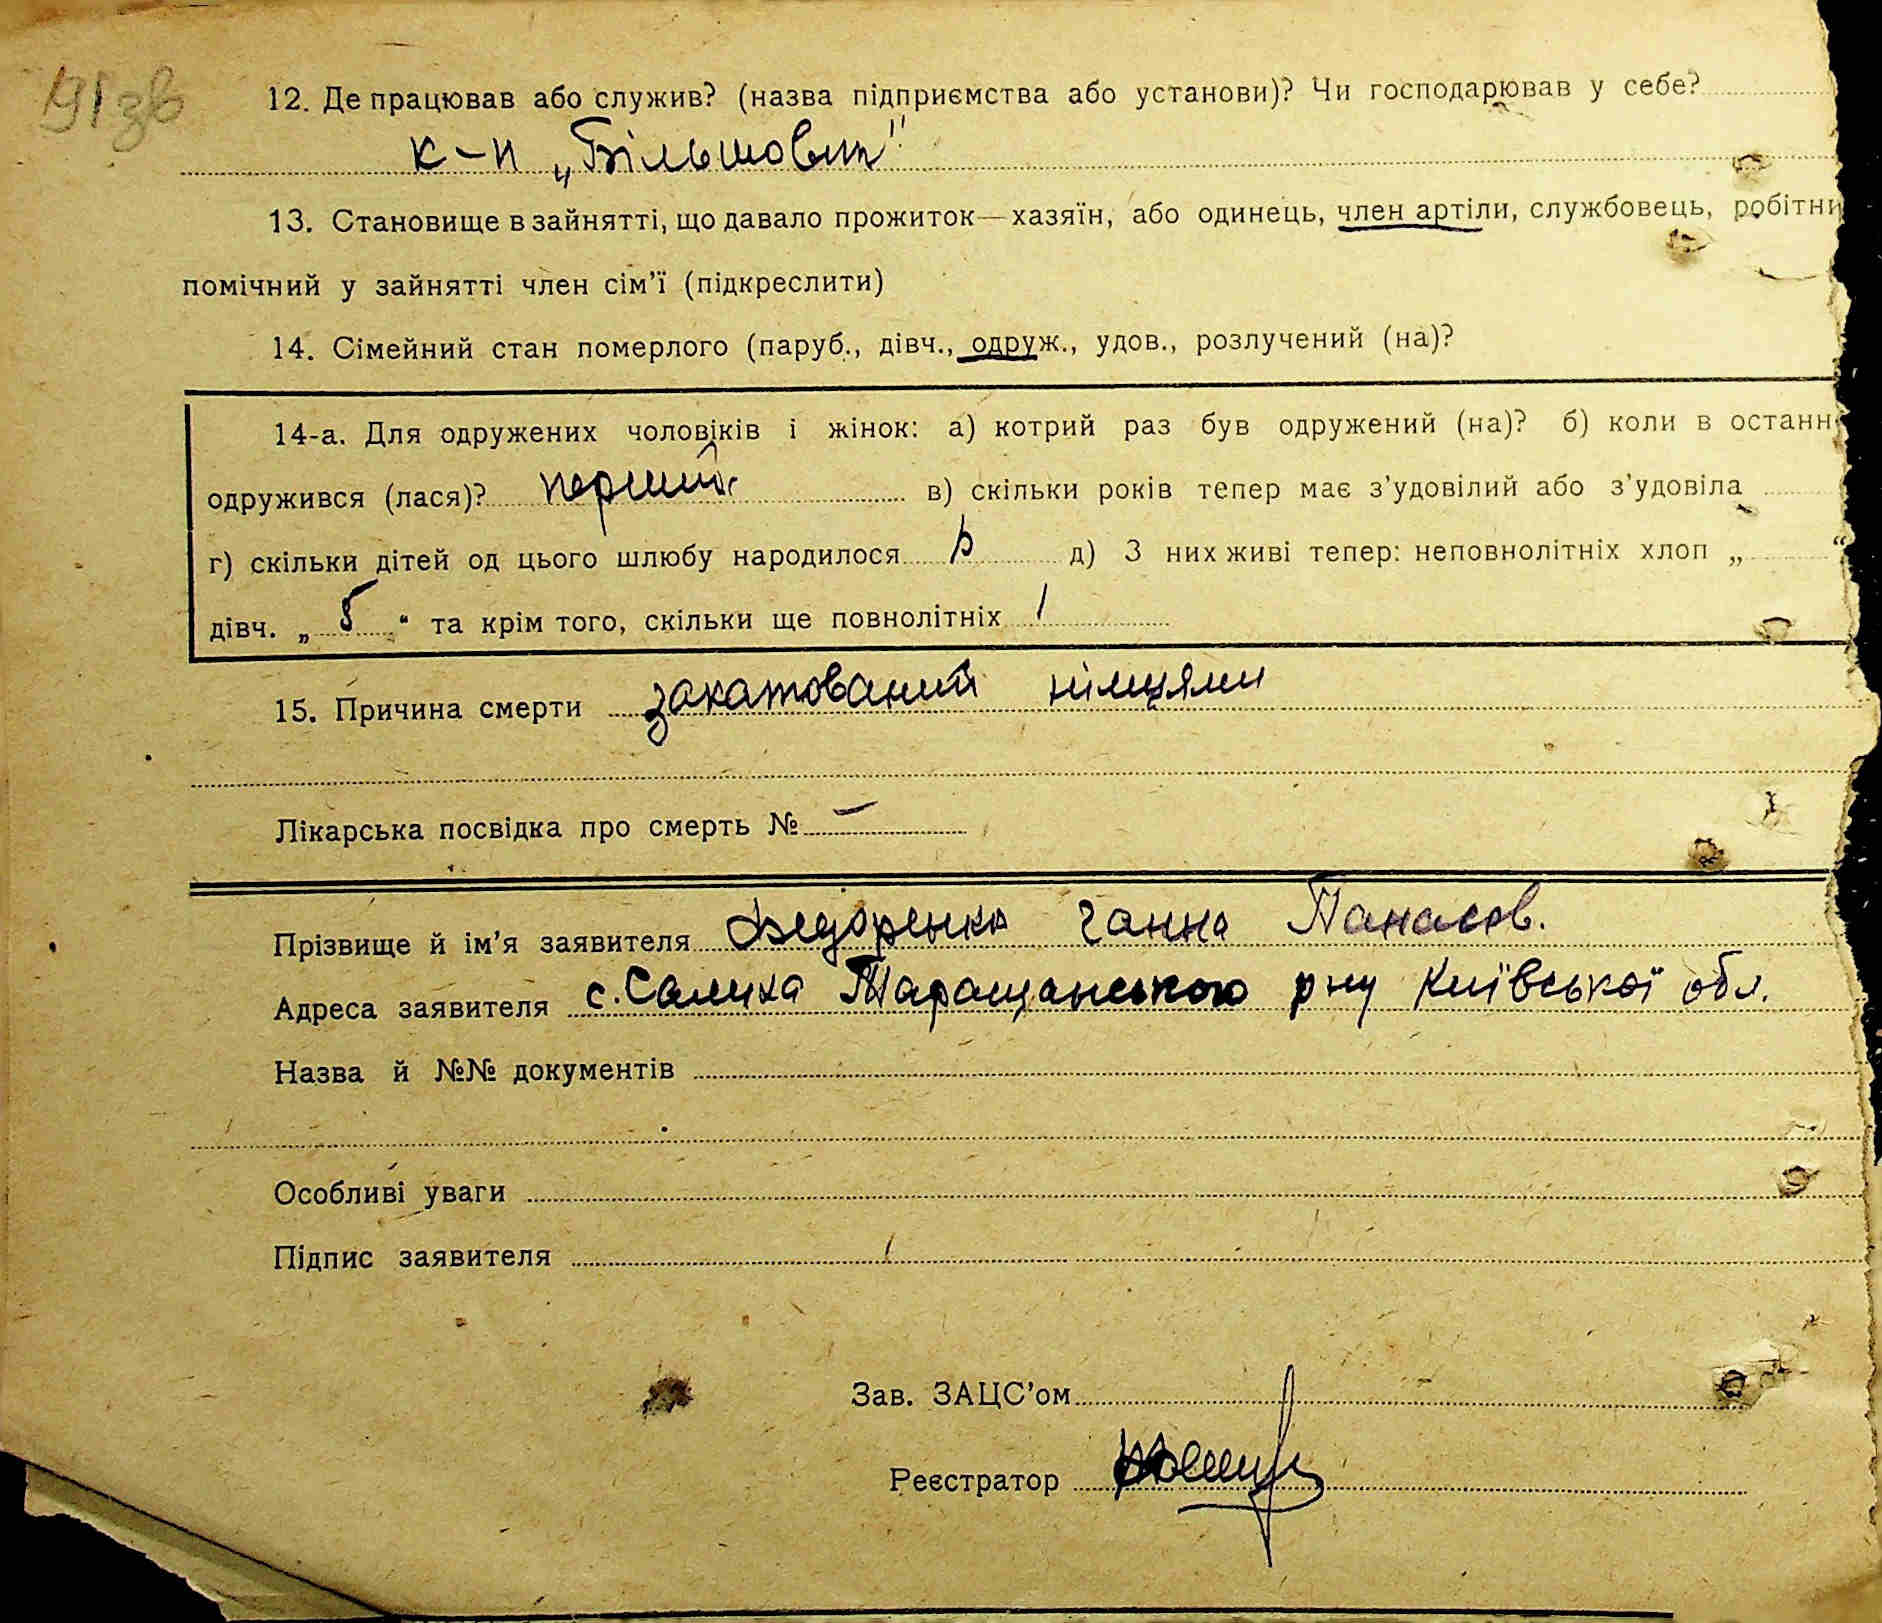 191зв
12. Де працював або служив? (назва підприємства або установи)? Чи господарював у себе?
к-п „Більшовик"
13. Становище в зайнятті, що давало прожиток—хазяїн, або одинець, член артіли, службовець, робітни
помічний у зайнятті член сім'ї (підкреслити)
14. Сімейний стан померлого (паруб., дівч., одруж., удов., розлучений (на)?
14-а. Для одружених чоловіків і жінок: а) котрий раз був одружений (на)? б) коли в останн
одружився (лася)? перший в) скільки років тепер має з'удовілий або з'удовіла
г) скільки дітей од цього шлюбу народилося д) З них живі тепер: неповнолітніх хлоп „ “
дівч. „ 5 “ та крім того, скільки ще повнолітніх 1
15. Причина смерти закатований німцями
Лікарська посвідка про смерть № —
Прізвище й ім'я заявителя Федоренко Ганна Панасов.
Адреса заявителя с. Салиха Таращанського р-ну Київської обл.
Назва й №№ документів
Особливі уваги
Підпис заявителя
Зав. ЗАЦС'ом
Реєстратор